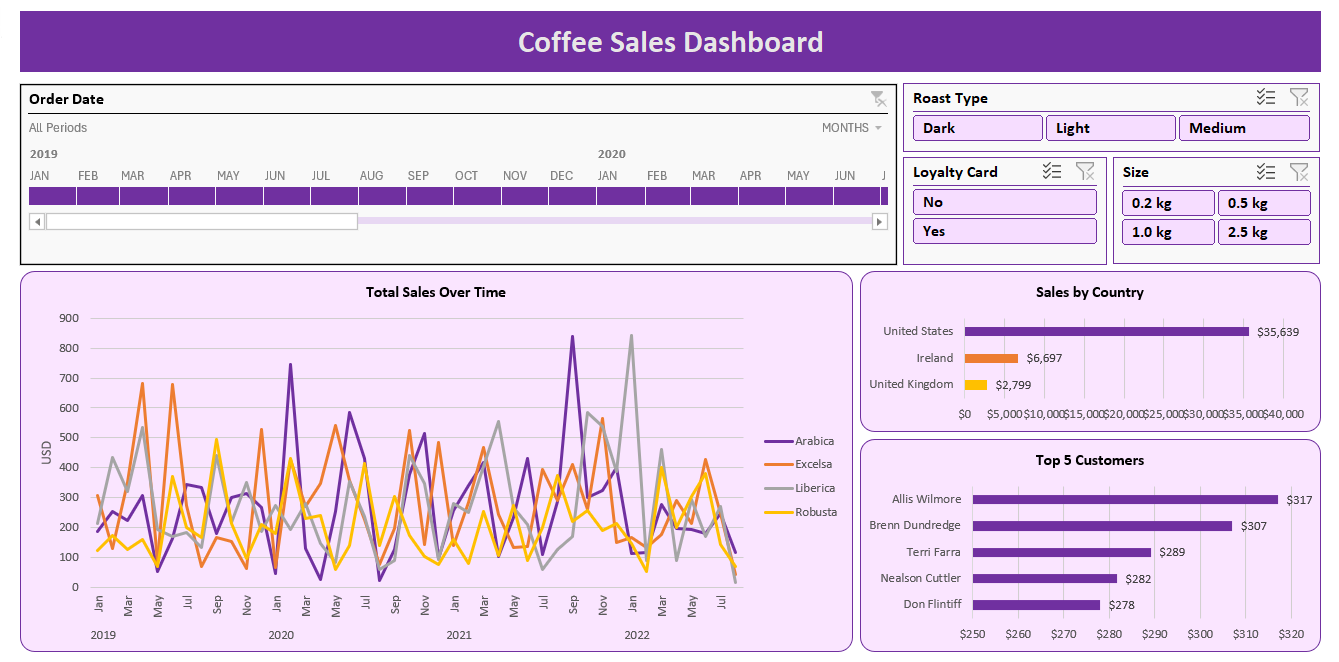 Coffee Sales Dashboard
Order Date
All Periods MONTHS
2019 2020
JAN FEB MAR APR MAY JUN JUL AUG SEP OCT NOV DEC JAN FEB MAR APR MAY JUN J
Roast Type
Dark Light Medium
Loyalty Card
No
Yes
Size
0.2 kg 0.5 kg
1.0 kg 2.5 kg
Total Sales Over Time
USD
900
800
700
600
500
400
300
200
100
0
Jan Mar May Jul Sep Nov Jan Mar May Jul Sep Nov Jan Mar May Jul Sep Nov Jan Mar May Jul
2019 2020 2021 2022
Arabica
Excelsa
Liberica
Robusta
Sales by Country
United States $35,639
Ireland $6,697
United Kingdom $2,799
$0 $5,000 $10,000 $15,000 $20,000 $25,000 $30,000 $35,000 $40,000
Top 5 Customers
Allis Wilmore $317
Brenn Dundredge $307
Terri Farra $289
Nealson Cuttler $282
Don Flintiff $278
$250 $260 $270 $280 $290 $300 $310 $320